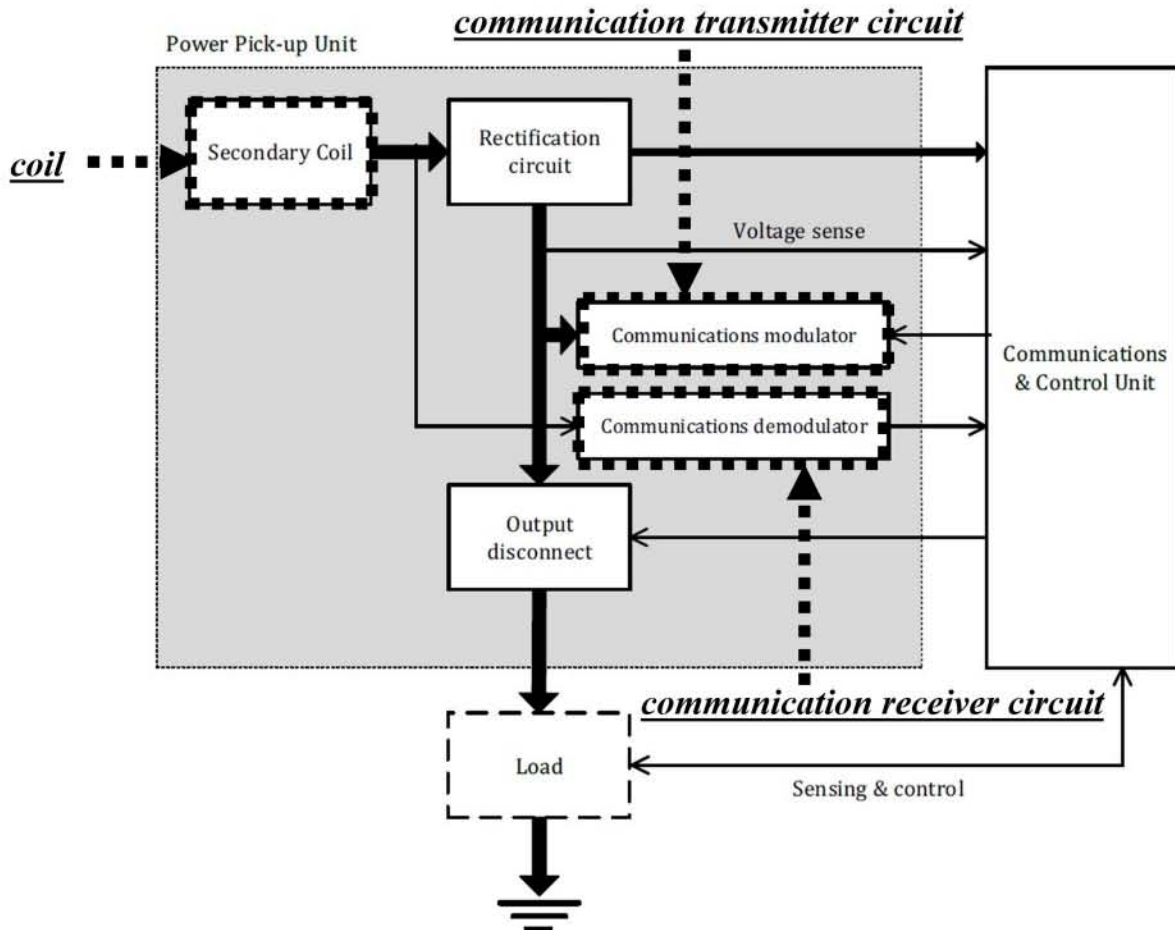 communication transmitter circuit
Power Pick-up Unit
coil
Secondary Coil
Rectification
circuit
Voltage sense
Communications modulator
Communications
& Control Unit
Communications demodulator
Output
disconnect
communication receiver circuit
Load
Sensing & control